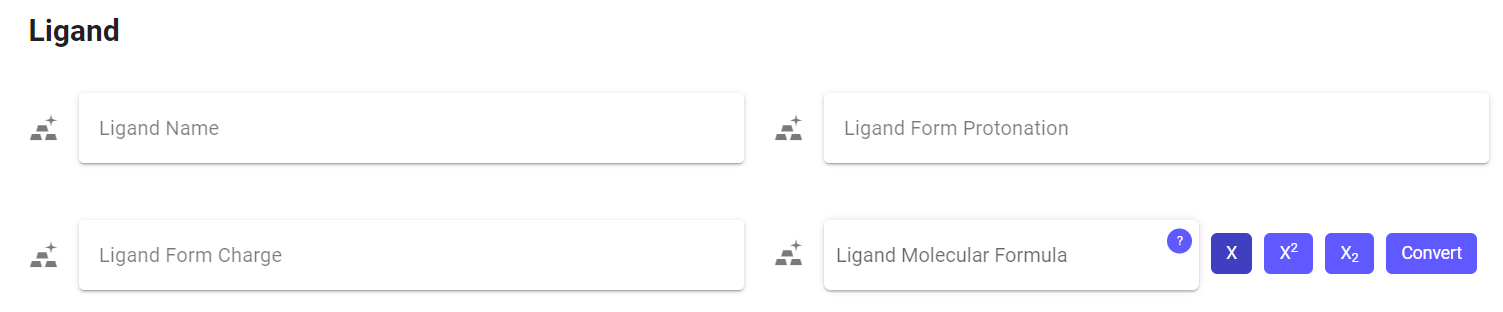 Ligand
Ligand Name
Ligand Form Protonation
Ligand Form Charge
Ligand Molecular Formula
?
X
X²
X₂
Convert